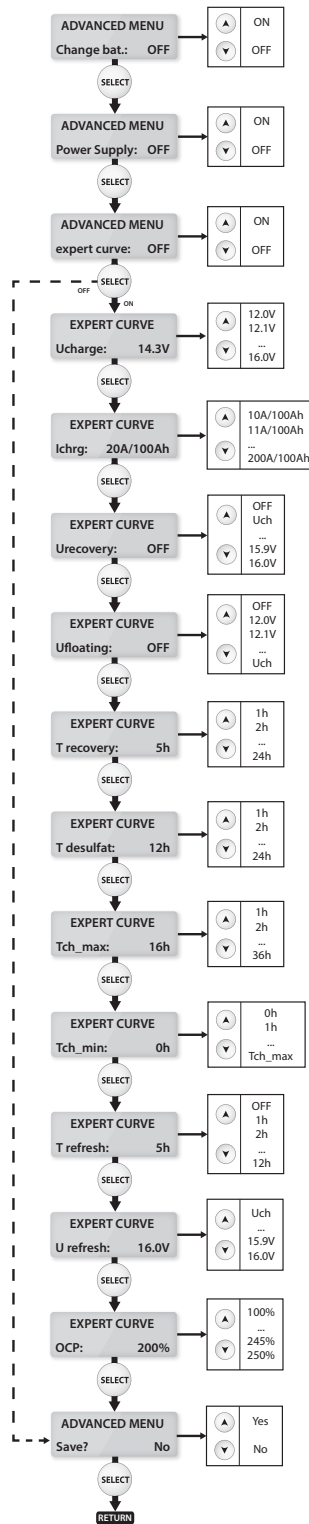 ADVANCED MENU
Change bat.: OFF
ON
OFF
SELECT
ADVANCED MENU
Power Supply: OFF
ON
OFF
SELECT
ADVANCED MENU
expert curve: OFF
ON
OFF
SELECT
OFF
ON
EXPERT CURVE
Ucharge: 14.3V
12.0V
12.1V
...
16.0V
SELECT
EXPERT CURVE
Ichrg: 20A/100Ah
10A/100Ah
11A/100Ah
...
200A/100Ah
SELECT
EXPERT CURVE
Urecovery: OFF
OFF
Uch
...
15.9V
16.0V
SELECT
EXPERT CURVE
Ufloating: OFF
OFF
12.0V
12.1V
...
Uch
SELECT
EXPERT CURVE
T recovery: 5h
1h
2h
...
24h
SELECT
EXPERT CURVE
T desulfat: 12h
1h
2h
...
24h
SELECT
EXPERT CURVE
Tch_max: 16h
1h
2h
...
36h
SELECT
EXPERT CURVE
Tch_min: 0h
0h
1h
...
Tch_max
SELECT
EXPERT CURVE
T refresh: 5h
OFF
1h
2h
...
12h
SELECT
EXPERT CURVE
U refresh: 16.0V
Uch
...
15.9V
16.0V
SELECT
EXPERT CURVE
OCP: 200%
100%
...
245%
250%
SELECT
ADVANCED MENU
Save? No
Yes
No
SELECT
RETURN